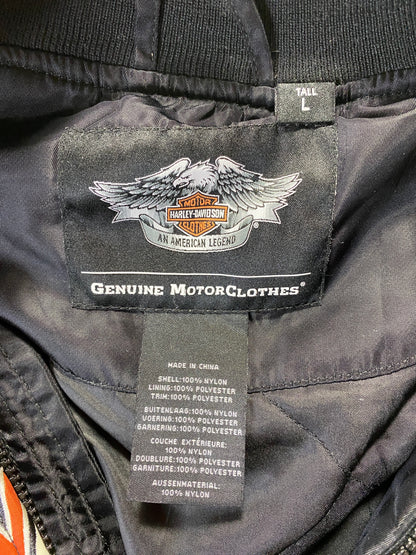 TALL
L
MOTOR
HARLEY-DAVIDSON
CLOTHES
AN AMERICAN LEGEND
®
GENUINE MOTORCLOTHES®
MADE IN CHINA
SHELL:100% NYLON
LINING:100% POLYESTER
TRIM:100% POLYESTER
BUITENLAAG:100% NYLON
VOERING:100% POLYESTER
GARNERING:100% POLYESTER
COUCHE EXTÉRIEURE:
100% NYLON
DOUBLURE:100% POLYESTER
GARNITURE:100% POLYESTER
AUSSENMATERIAL:
100% NYLON